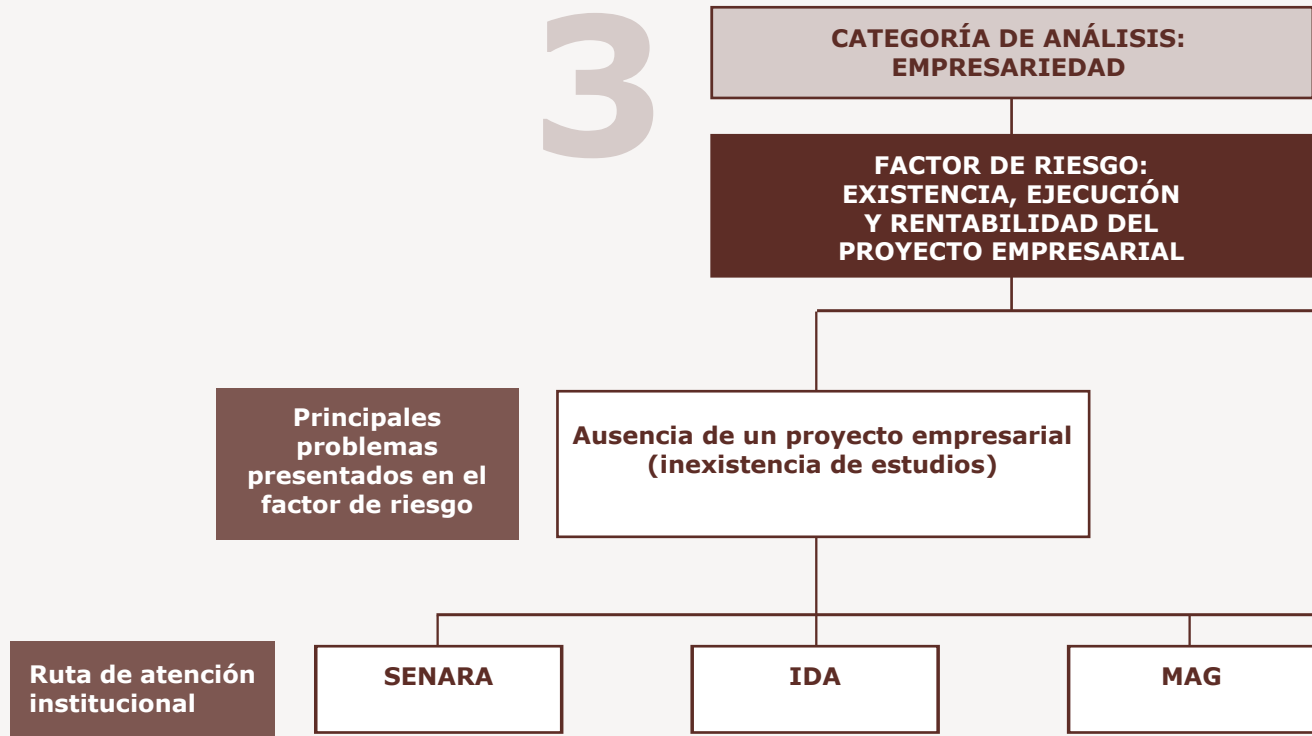 3
CATEGORÍA DE ANÁLISIS:
EMPRESARIEDAD
FACTOR DE RIESGO:
EXISTENCIA, EJECUCIÓN
Y RENTABILIDAD DEL
PROYECTO EMPRESARIAL
Principales
problemas
presentados en el
factor de riesgo
Ausencia de un proyecto empresarial
(inexistencia de estudios)
Ruta de atención
institucional
SENARA
IDA
MAG